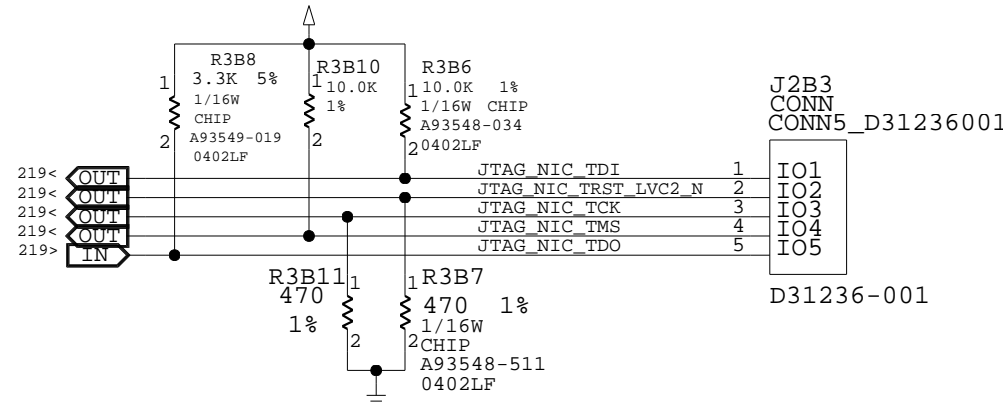 R3B8
3.3K 5%
1/16W
CHIP
A93549-019
0402LF
1
2
R3B10
10.0K
1%
1
2
R3B6
10.0K 1%
1/16W CHIP
A93548-034
0402LF
1
2
J2B3
CONN
CONN5_D31236001
219< OUT JTAG_NIC_TDI 1 IO1
219< OUT JTAG_NIC_TRST_LVC2_N 2 IO2
219< OUT JTAG_NIC_TCK 3 IO3
219< OUT JTAG_NIC_TMS 4 IO4
219> IN JTAG_NIC_TDO 5 IO5
D31236-001
R3B11
470
1%
1
2
R3B7
470 1%
1/16W
CHIP
A93548-511
0402LF
1
2